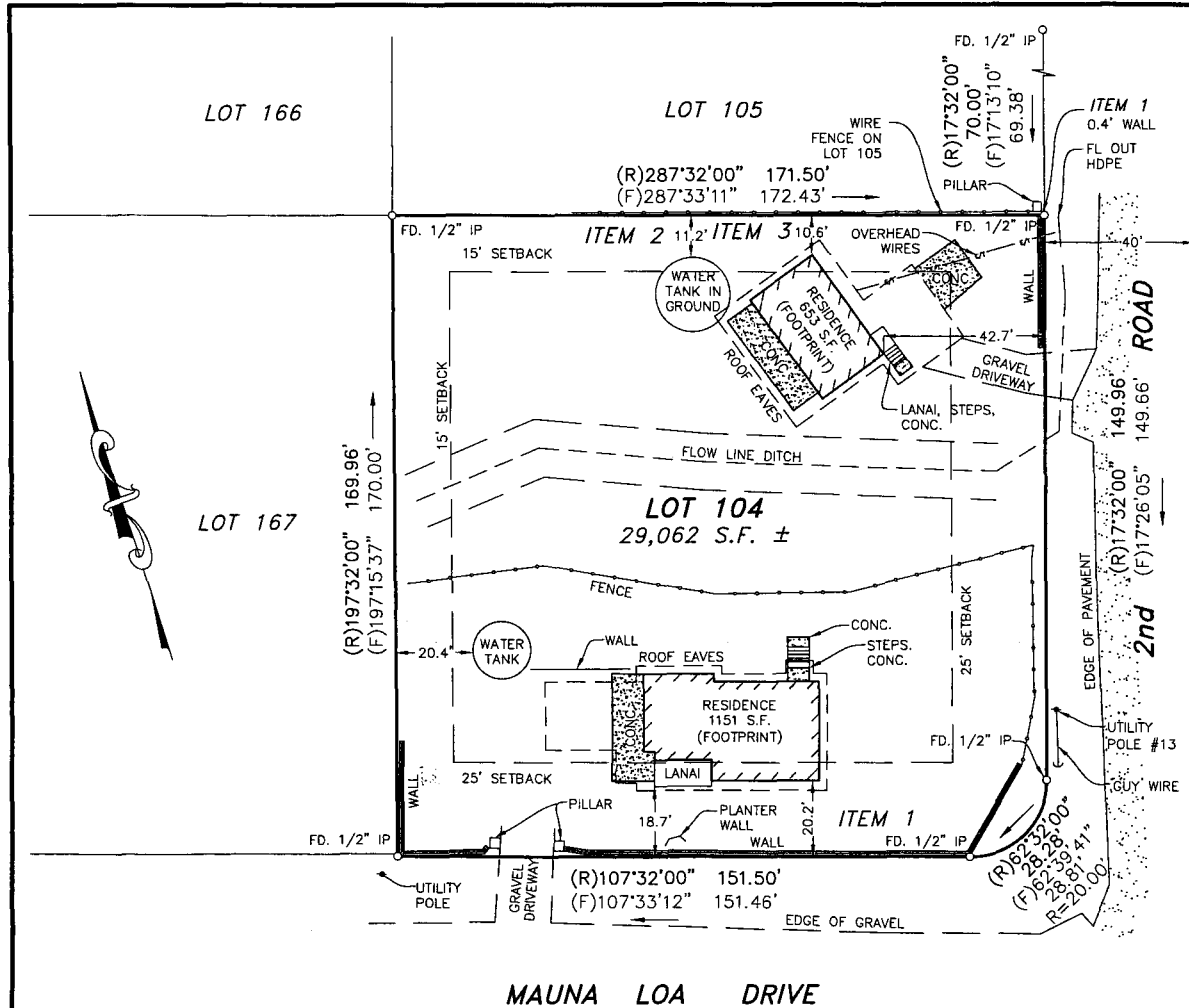 FD. 1/2" IP
(R)17°32'00"
70.00'
(F)17°13'10"
69.38'
LOT 166
LOT 105
ITEM 1
0.4' WALL
WIRE
FENCE ON
LOT 105
FL OUT
HDPE
(R)287°32'00" 171.50'
(F)287°33'11" 172.43'
PILLAR
FD. 1/2" IP
ITEM 2
11.2'
ITEM 3
10.6'
FD. 1/2" IP
OVERHEAD
WIRES
40'
15' SETBACK
WATER
TANK IN
GROUND
CONC.
WALL
RESIDENCE
653 S.F.
(FOOTPRINT)
CONC.
ROOF EAVES
42.7'
GRAVEL
DRIVEWAY
2nd ROAD
LANAI, STEPS,
CONC.
15' SETBACK
FLOW LINE DITCH
(R)197°32'00" 169.96'
(F)197°15'37" 170.00'
LOT 167
LOT 104
29,062 S.F. ±
(R)17°32'00" 149.96
(F)17°26'05" 149.66'
EDGE OF PAVEMENT
FENCE
25' SETBACK
20.4'
WATER
TANK
WALL
ROOF EAVES
CONC.
STEPS.
CONC.
RESIDENCE
1151 S.F.
(FOOTPRINT)
CONC.
LANAI
UTILITY
POLE #13
FD. 1/2" IP
GUY WIRE
25' SETBACK
WALL
PILLAR
18.7'
PLANTER
WALL
20.2'
ITEM 1
WALL
FD. 1/2" IP
FD. 1/2" IP
(R)62°32'00"
28.28'
(F)62°39'41"
28.81'
R=20.00'
UTILITY
POLE
GRAVEL
DRIVEWAY
(R)107°32'00" 151.50'
(F)107°33'12" 151.46'
EDGE OF GRAVEL
MAUNA LOA DRIVE